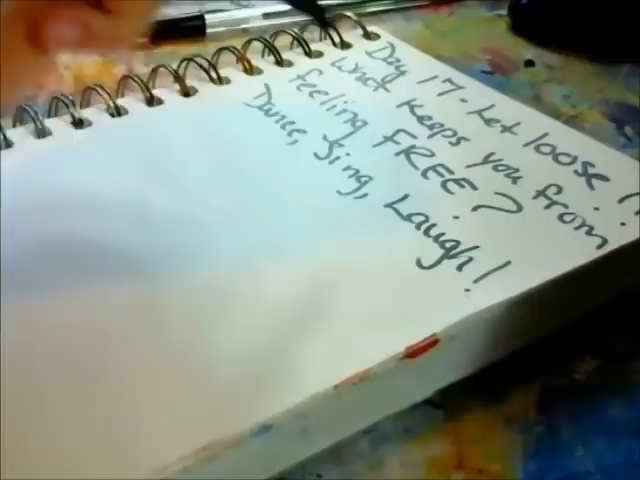 Day 17. Let loose!!
What keeps you from
feeling FREE?
Dance, Sing, Laugh!